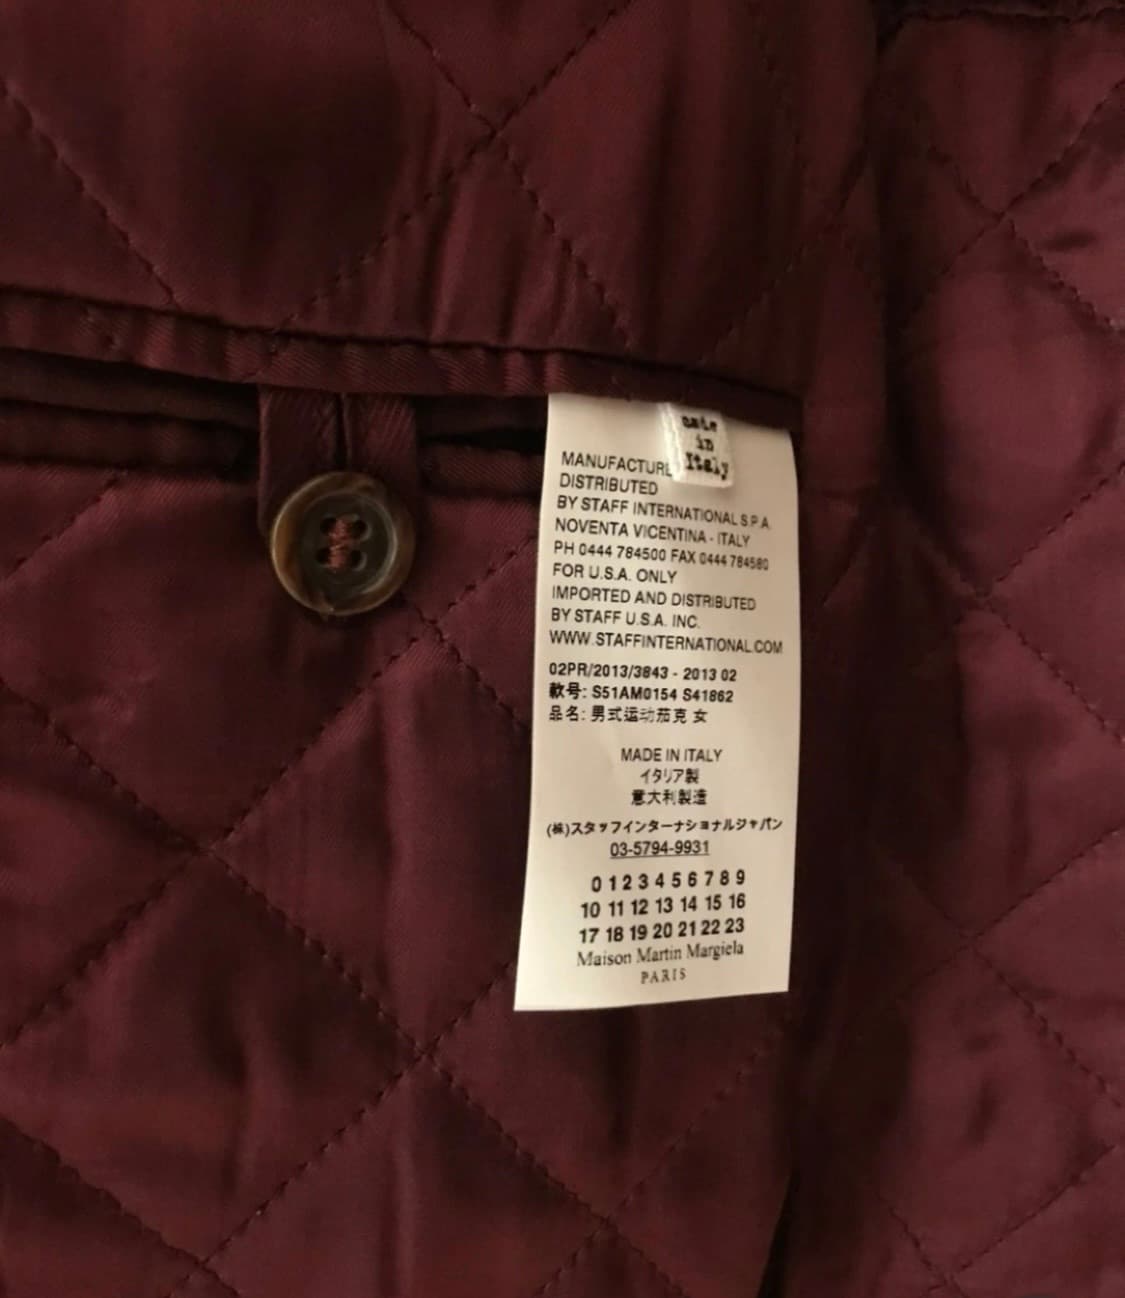 made
in
Italy
MANUFACTURE
DISTRIBUTED
BY STAFF INTERNATIONAL S.P.A.
NOVENTA VICENTINA - ITALY
PH 0444 784500 FAX 0444 784580
FOR U.S.A. ONLY
IMPORTED AND DISTRIBUTED
BY STAFF U.S.A. INC.
WWW.STAFFINTERNATIONAL.COM
02PR/2013/3843 - 2013 02
款号: S51AM0154 S41862
品名: 男式运动茄克 女
MADE IN ITALY
イタリア製
意大利製造
(株)スタッフインターナショナルジャパン
03-5794-9931
0 1 2 3 4 5 6 7 8 9
10 11 12 13 14 15 16
17 18 19 20 21 22 23
Maison Martin Margiela
PARIS